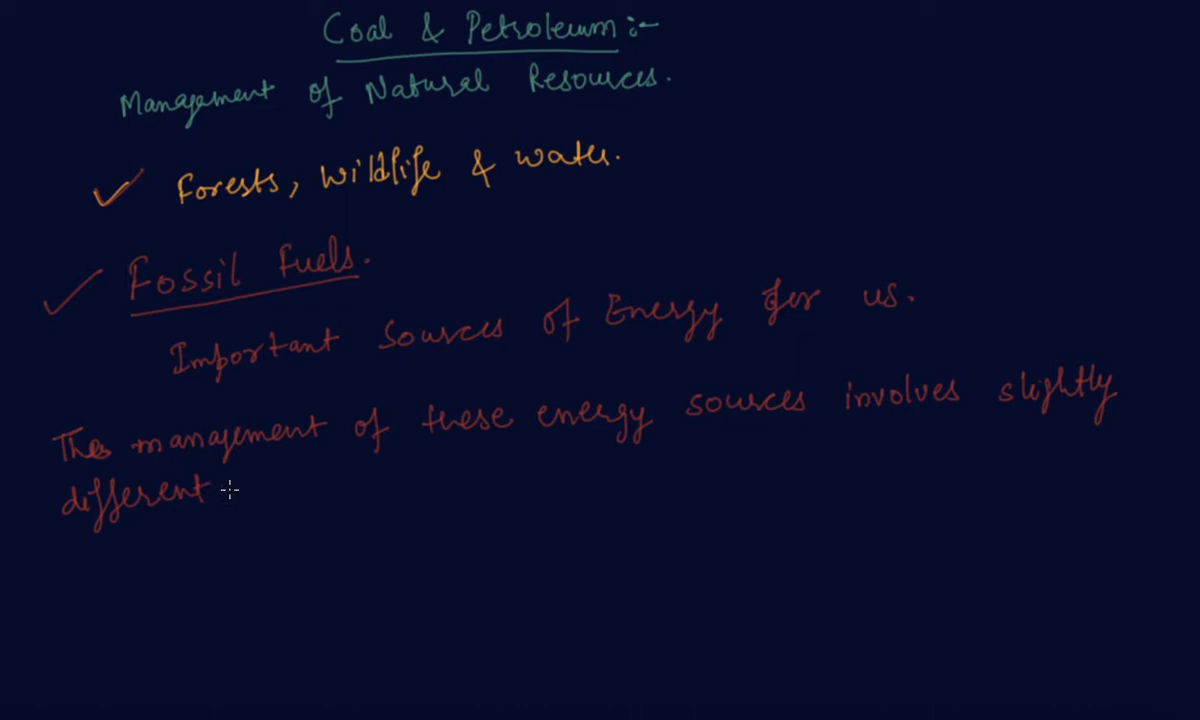 Coal & Petroleum :-
Management of Natural Resources.
Forests, Wildlife & water.
Fossil Fuels.
Important Sources of Energy for us.
The management of these energy sources involves slightly
different